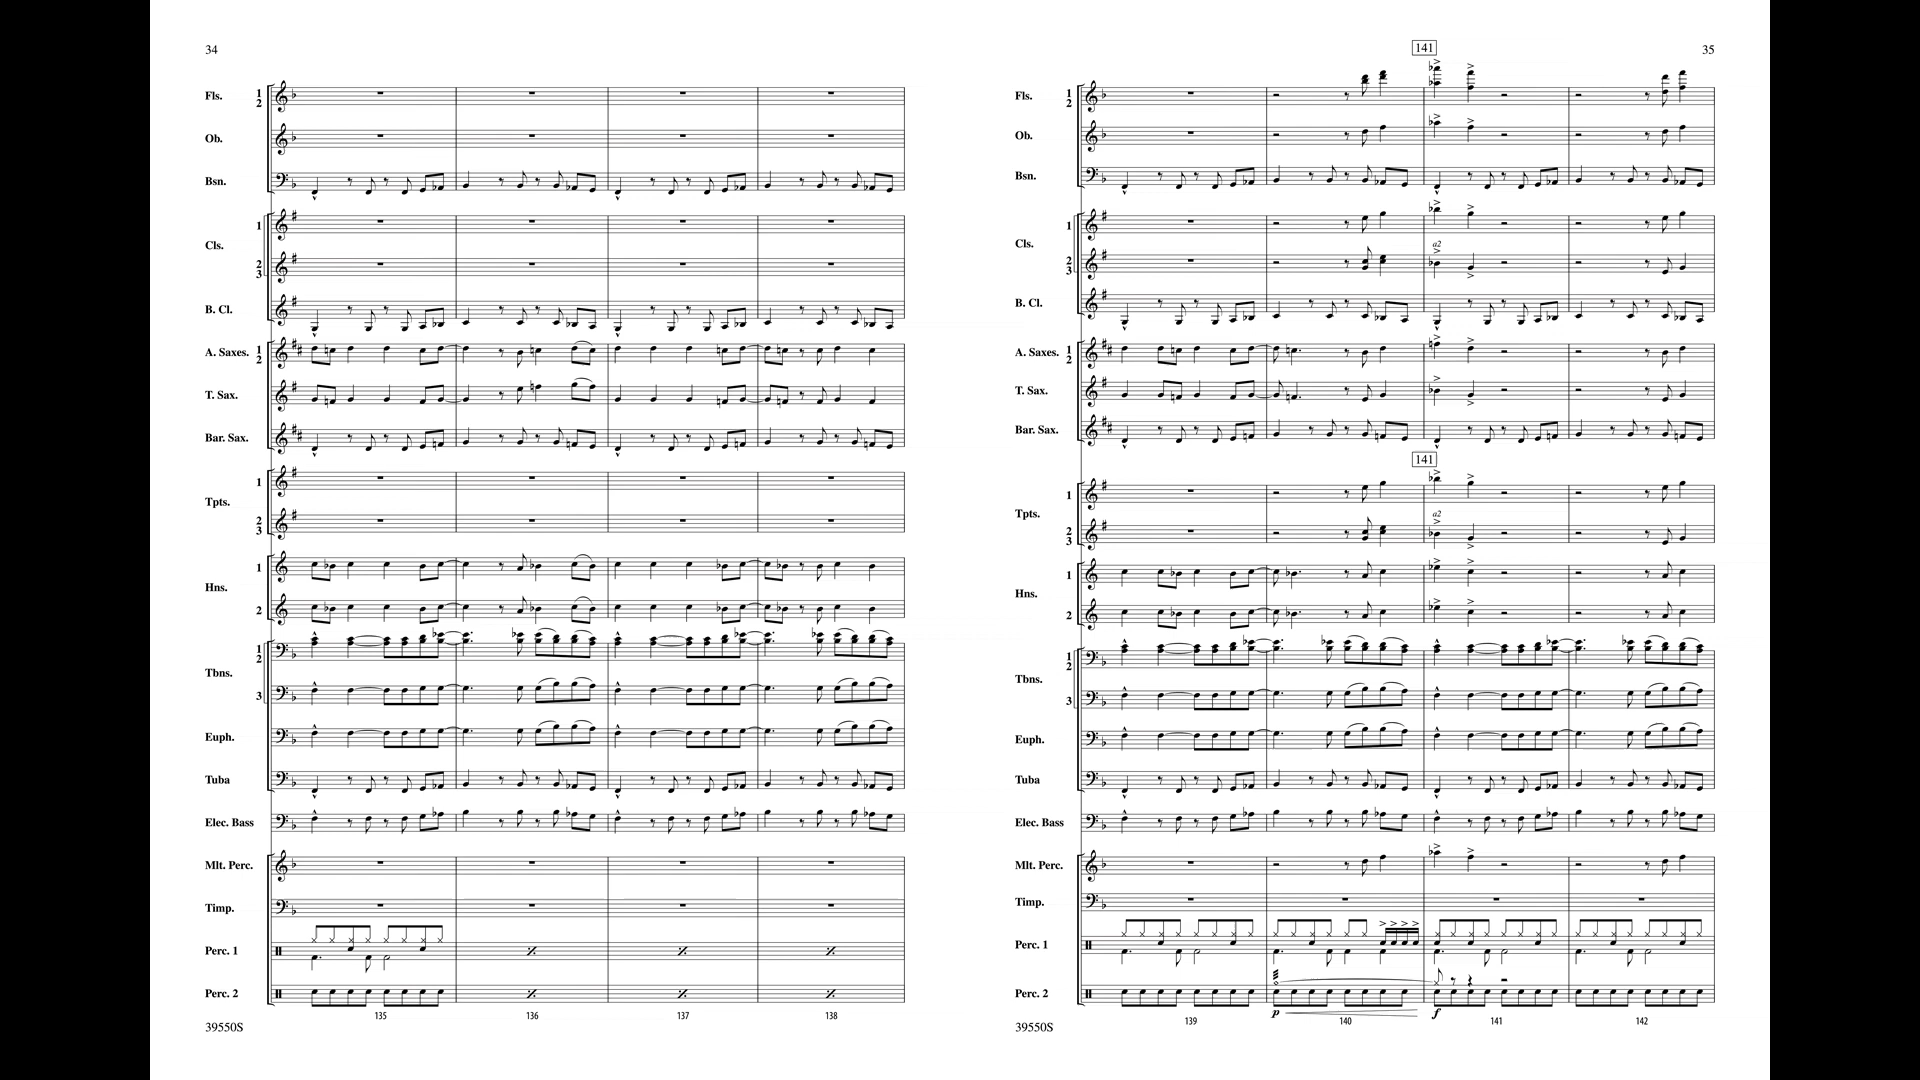 34
Fls. 1 2
Ob.
Bsn.
Cls. 1
2 3
B. Cl.
A. Saxes. 1 2
T. Sax.
Bar. Sax.
Tpts. 1
2 3
Hns. 1
2
Tbns. 1 2
3
Euph.
Tuba
Elec. Bass
Mlt. Perc.
Timp.
Perc. 1
Perc. 2
135 136 137 138
39550S
141 35
Fls. 1 2
Ob.
Bsn.
Cls. 1
a2
2 3
B. Cl.
A. Saxes. 1 2
T. Sax.
Bar. Sax.
141
Tpts. 1
a2
2 3
Hns. 1
2
Tbns. 1 2
3
Euph.
Tuba
Elec. Bass
Mlt. Perc.
Timp.
Perc. 1
Perc. 2
p f
139 140 141 142
39550S